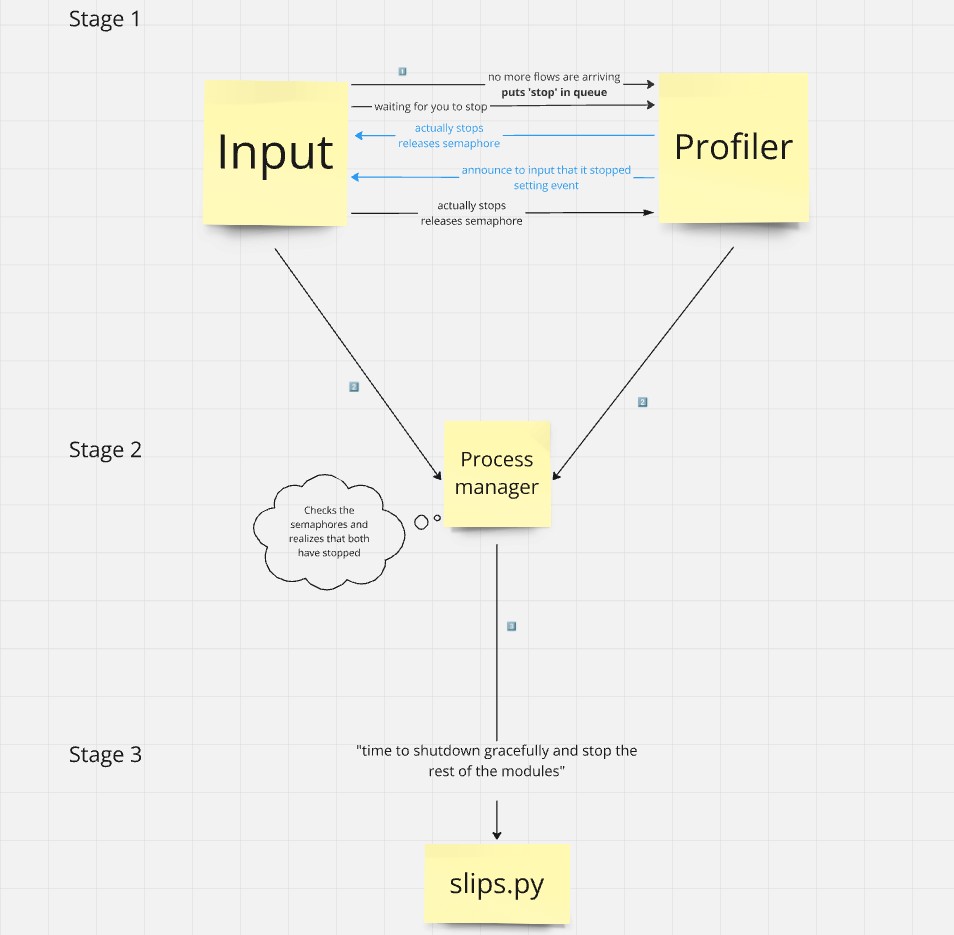 Stage 1
1
no more flows are arriving
puts 'stop' in queue
waiting for you to stop
actually stops
releases semaphore
announce to input that it stopped
setting event
actually stops
releases semaphore
Input
Profiler
2
2
Stage 2
Process
manager
Checks the
semaphores and
realizes that both
have stopped
3
Stage 3
"time to shutdown gracefully and stop the
rest of the modules"
slips.py